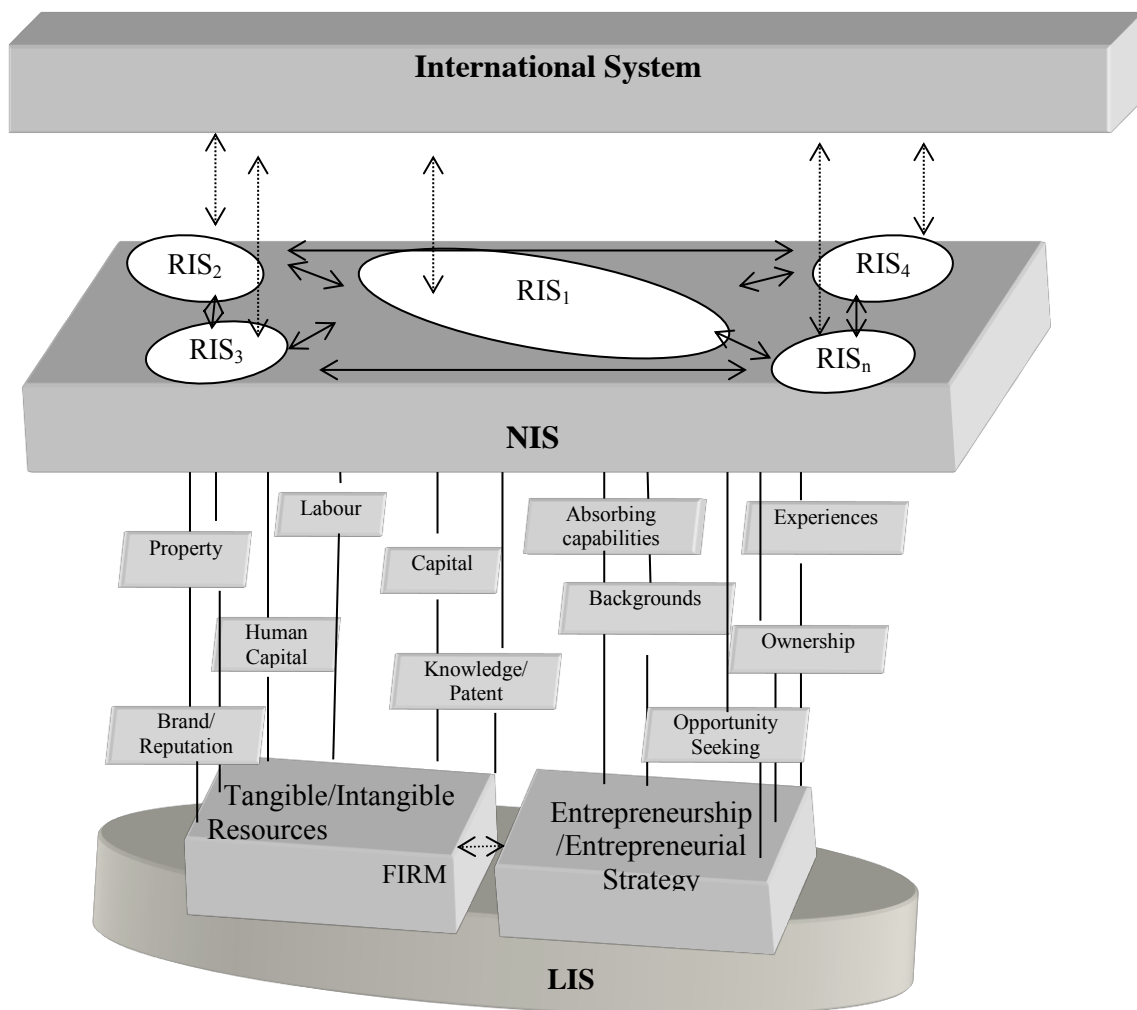 International System
RIS2
RIS1
RIS4
RIS3
RISn
NIS
Labour
Absorbing
capabilities
Experiences
Property
Capital
Backgrounds
Human
Capital
Ownership
Knowledge/
Patent
Brand/
Reputation
Opportunity
Seeking
Tangible/Intangible
Resources
FIRM
Entrepreneurship
/Entrepreneurial
Strategy
LIS